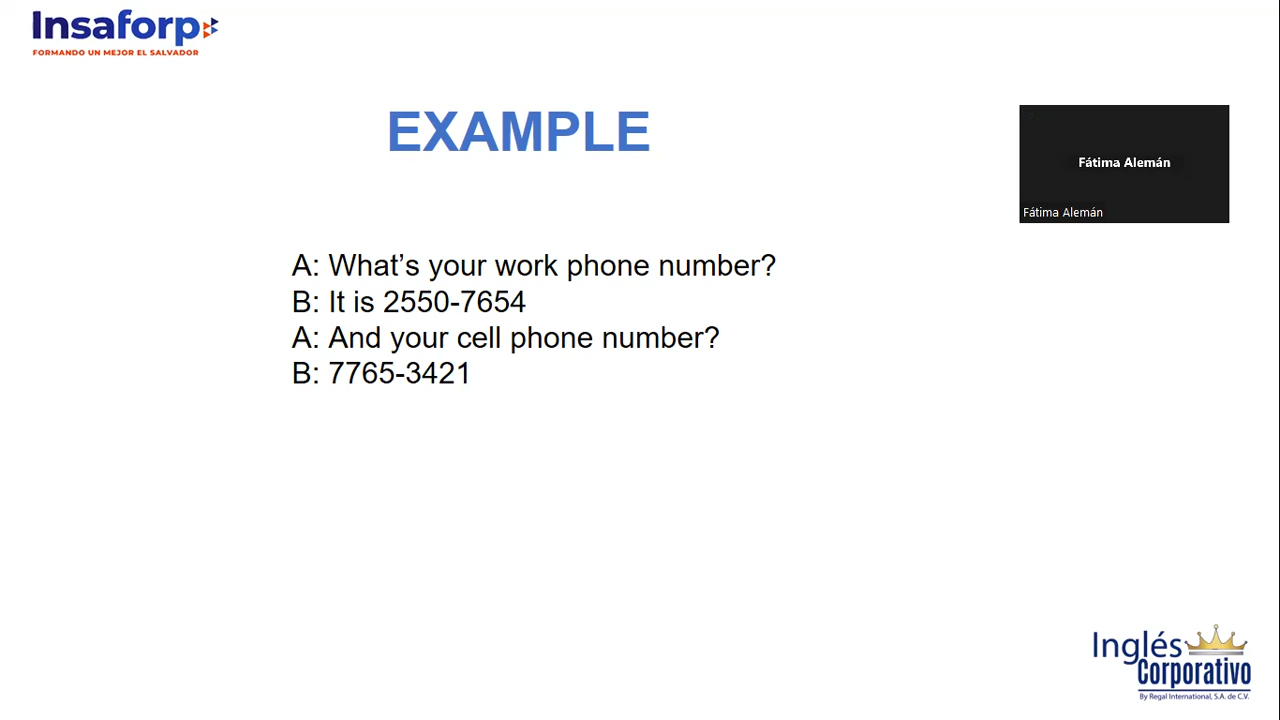 Insaforp
FORMANDO UN MEJOR EL SALVADOR
EXAMPLE
Fátima Alemán
Fátima Alemán
A: What’s your work phone number?
B: It is 2550-7654
A: And your cell phone number?
B: 7765-3421
Inglés
Corporativo
By Regal International, S.A. de C.V.